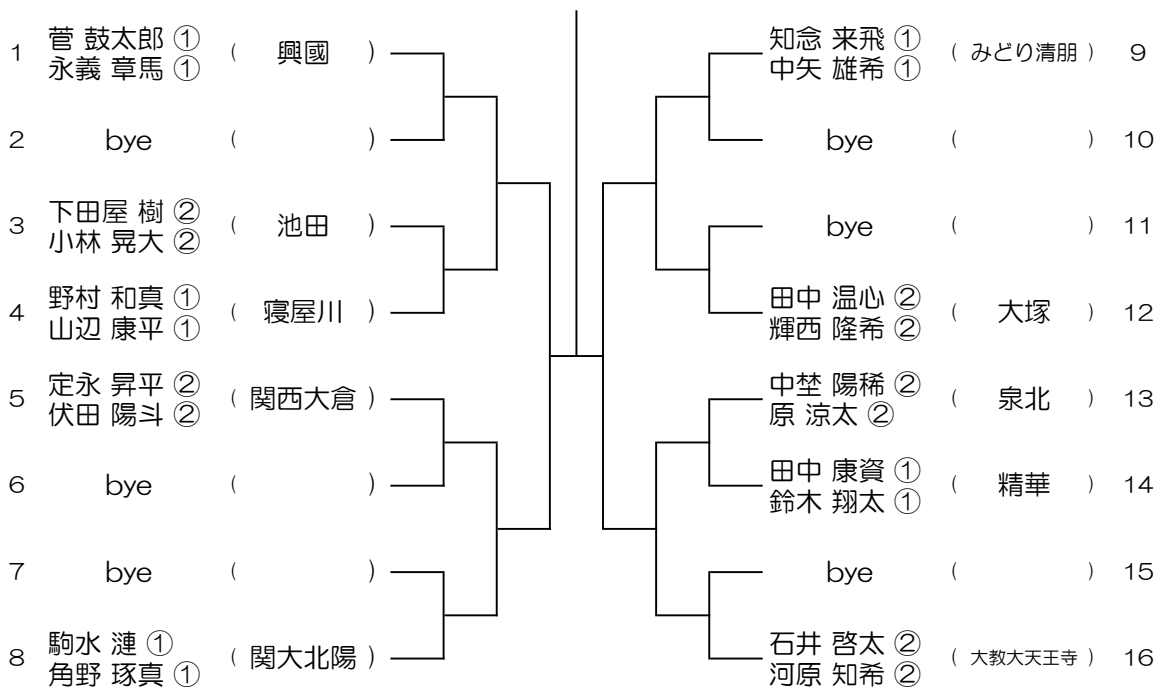 1 菅 鼓太郎 ① ( 興國 )
永義 章馬 ①
2 bye ( )
3 下田屋 樹 ② ( 池田 )
小林 晃大 ②
4 野村 和真 ① ( 寝屋川 )
山辺 康平 ①
5 定永 昇平 ② ( 関西大倉 )
伏田 陽斗 ②
6 bye ( )
7 bye ( )
8 駒水 漣 ① ( 関大北陽 )
角野 琢真 ①
知念 来飛 ① ( みどり清朋 ) 9
中矢 雄希 ①
bye ( ) 10
bye ( ) 11
田中 温心 ② ( 大塚 ) 12
輝西 隆希 ②
中埜 陽稀 ② ( 泉北 ) 13
原 涼太 ②
田中 康資 ① ( 精華 ) 14
鈴木 翔太 ①
bye ( ) 15
石井 啓太 ② ( 大教大天王寺 ) 16
河原 知希 ②